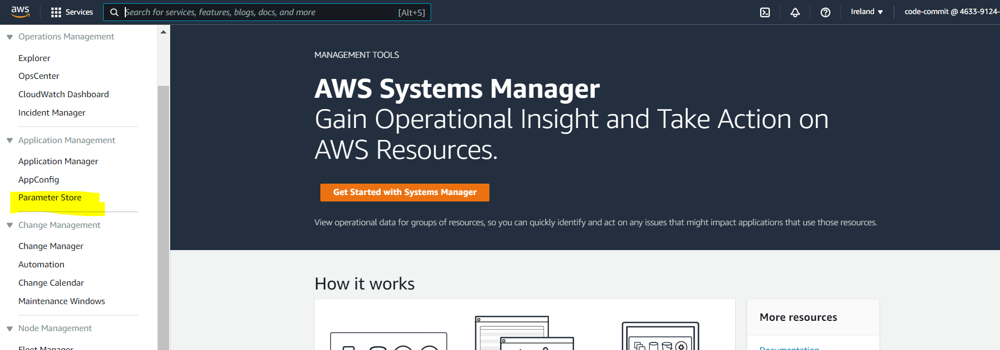 aws
Services
Search for services, features, blogs, docs, and more
[Alt+S]
Ireland
code-commit @ 4633-9124-
Operations Management
Explorer
OpsCenter
CloudWatch Dashboard
Incident Manager
Application Management
Application Manager
AppConfig
Parameter Store
Change Management
Change Manager
Automation
Change Calendar
Maintenance Windows
Node Management
Fleet Manager
MANAGEMENT TOOLS
AWS Systems Manager
Gain Operational Insight and Take Action on
AWS Resources.
Get Started with Systems Manager
View operational data for groups of resources, so you can quickly identify and act on any issues that might impact applications that use those resources.
How it works
More resources
Documentation